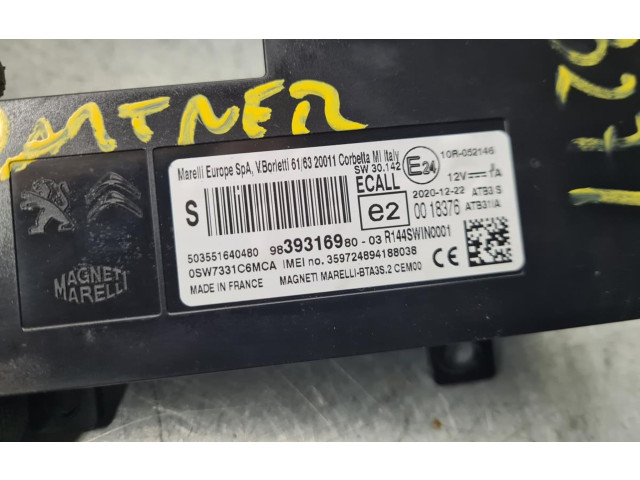 PARTNER
Marelli Europe SpA, V.Borletti 61/63 20011 Corbetta MI Italy
SW 30.142
E24
10R-052146
S
ECALL
12V
2020-12-22 ATB3 S
e2
00 18376 ATB3IIA
503551640480
9839316980-03 R144SWIN0001
0SW7331C6MCA IMEI no. 359724894188038
MADE IN FRANCE
MAGNETI MARELLI-BTA3S.2 CEM00
CE
MAGNETI
MARELLI